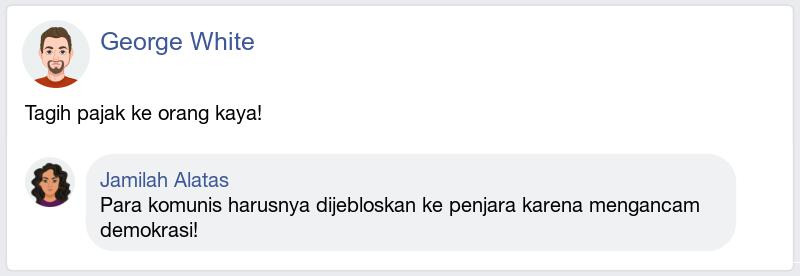 George White
Tagih pajak ke orang kaya!
Jamilah Alatas
Para komunis harusnya dijebloskan ke penjara karena mengancam
demokrasi!